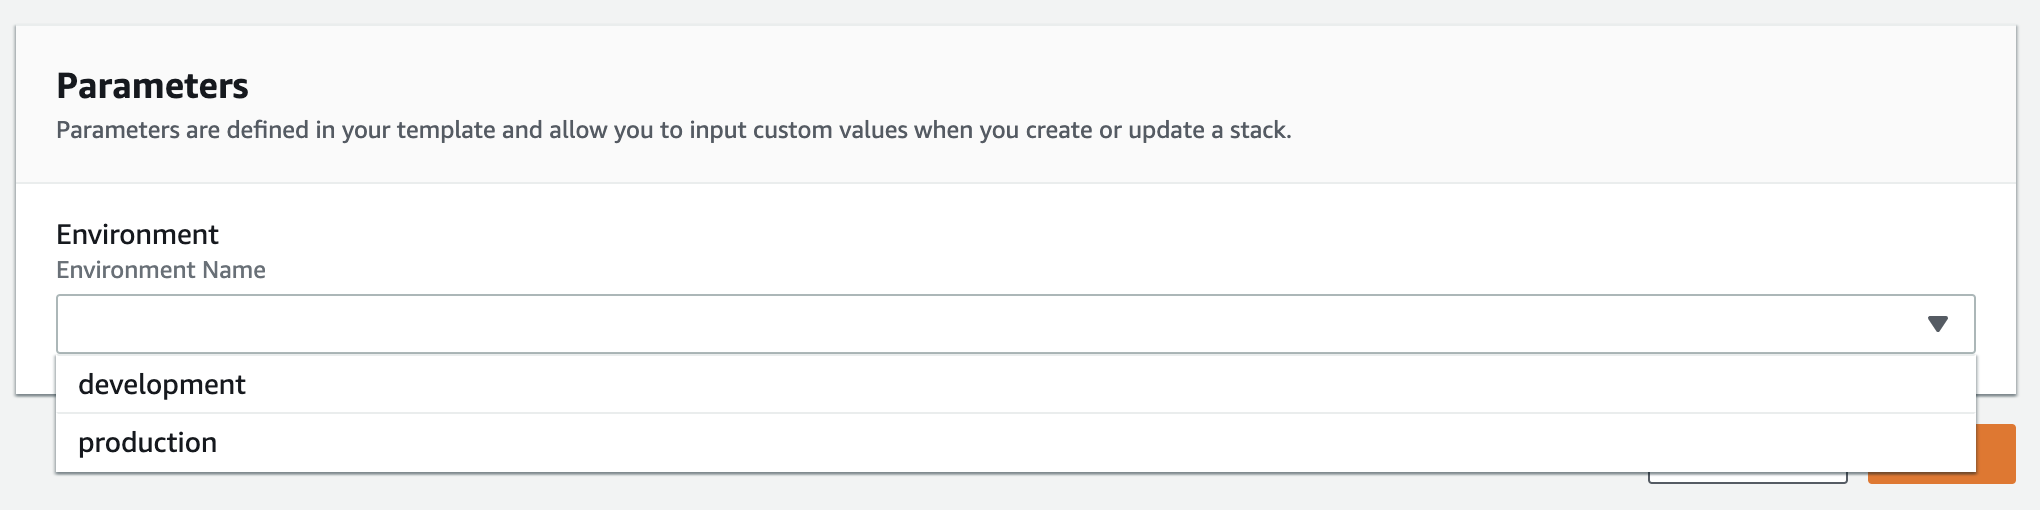 Parameters
Parameters are defined in your template and allow you to input custom values when you create or update a stack.
Environment
Environment Name
development
production